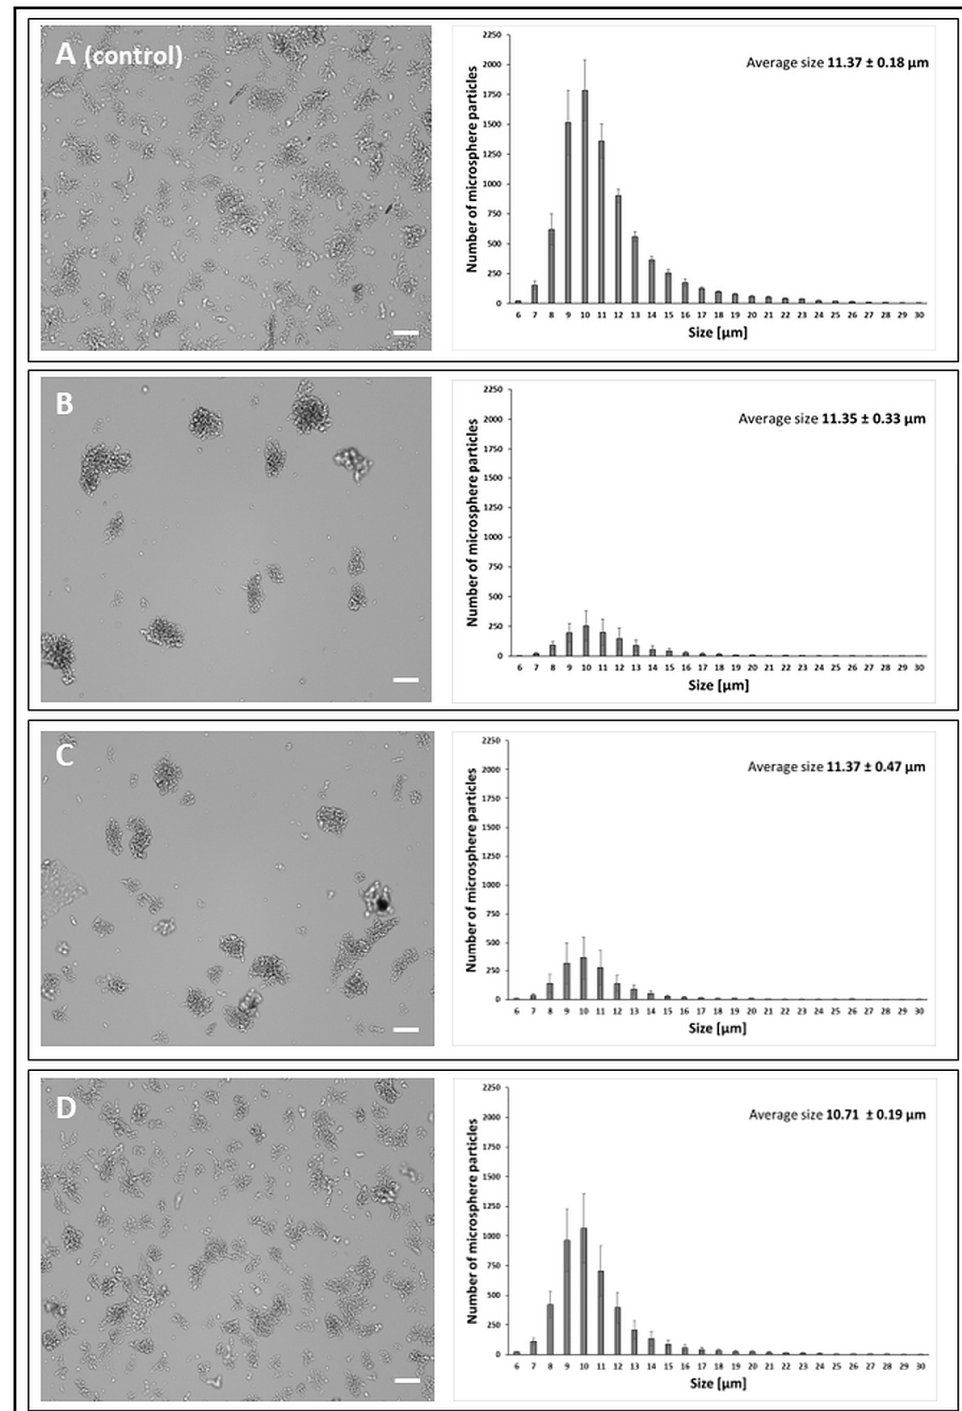 A (control)
Average size 11.37 ± 0.18 µm
Number of microsphere particles
2250
2000
1750
1500
1250
1000
750
500
250
0
6 7 8 9 10 11 12 13 14 15 16 17 18 19 20 21 22 23 24 25 26 27 28 29 30
Size [µm]
B
Average size 11.35 ± 0.33 µm
Number of microsphere particles
2250
2000
1750
1500
1250
1000
750
500
250
0
6 7 8 9 10 11 12 13 14 15 16 17 18 19 20 21 22 23 24 25 26 27 28 29 30
Size [µm]
C
Average size 11.37 ± 0.47 µm
Number of microsphere particles
2250
2000
1750
1500
1250
1000
750
500
250
0
6 7 8 9 10 11 12 13 14 15 16 17 18 19 20 21 22 23 24 25 26 27 28 29 30
Size [µm]
D
Average size 10.71 ± 0.19 µm
Number of microsphere particles
2250
2000
1750
1500
1250
1000
750
500
250
0
6 7 8 9 10 11 12 13 14 15 16 17 18 19 20 21 22 23 24 25 26 27 28 29 30
Size [µm]